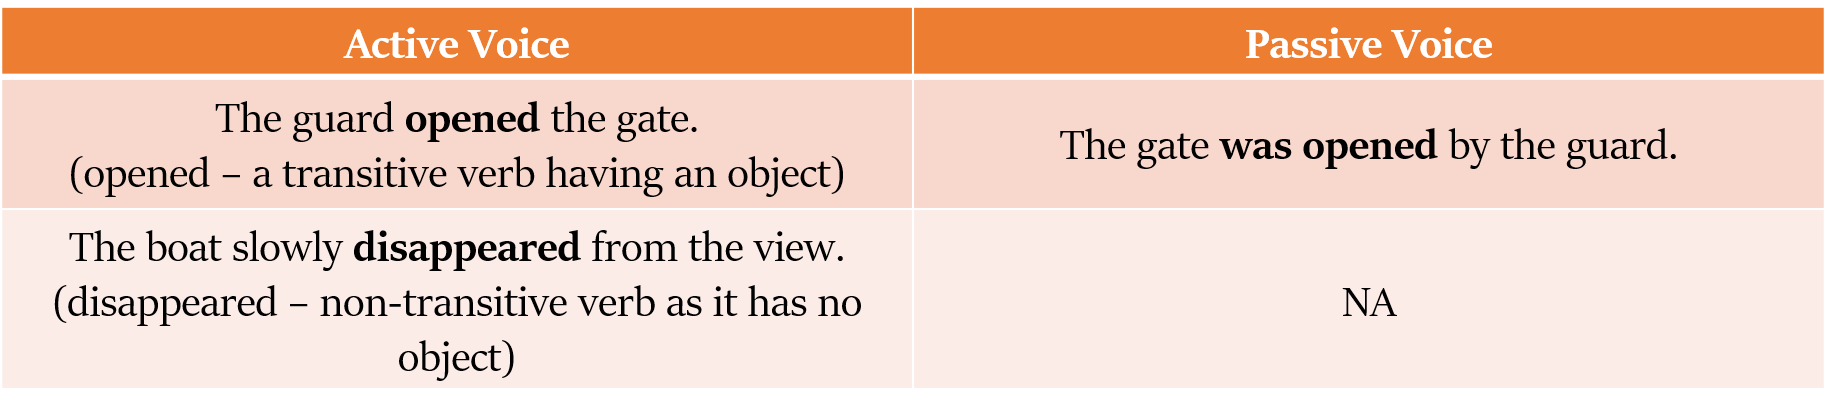 Active Voice
Passive Voice
The guard opened the gate.
(opened – a transitive verb having an object)
The gate was opened by the guard.
The boat slowly disappeared from the view.
(disappeared – non-transitive verb as it has no
object)
NA